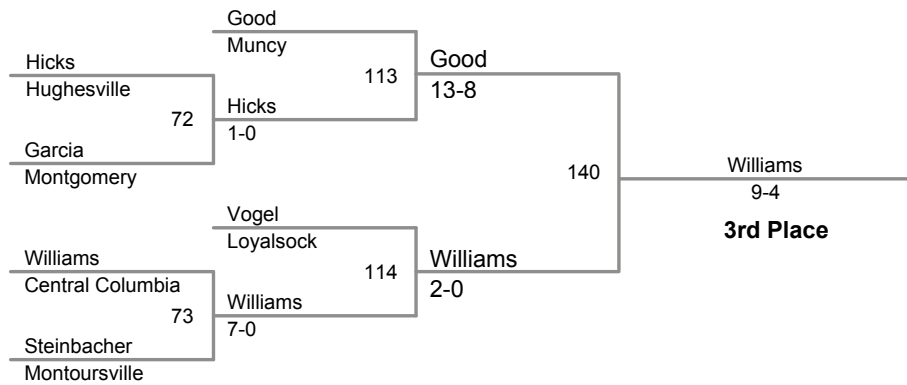 Good
Muncy
Hicks
Hughesville
113
Good
13-8
72
Hicks
1-0
Garcia
Montgomery
140
Williams
9-4
3rd Place
Vogel
Loyalsock
Williams
Central Columbia
114
Williams
2-0
73
Williams
7-0
Steinbacher
Montoursville